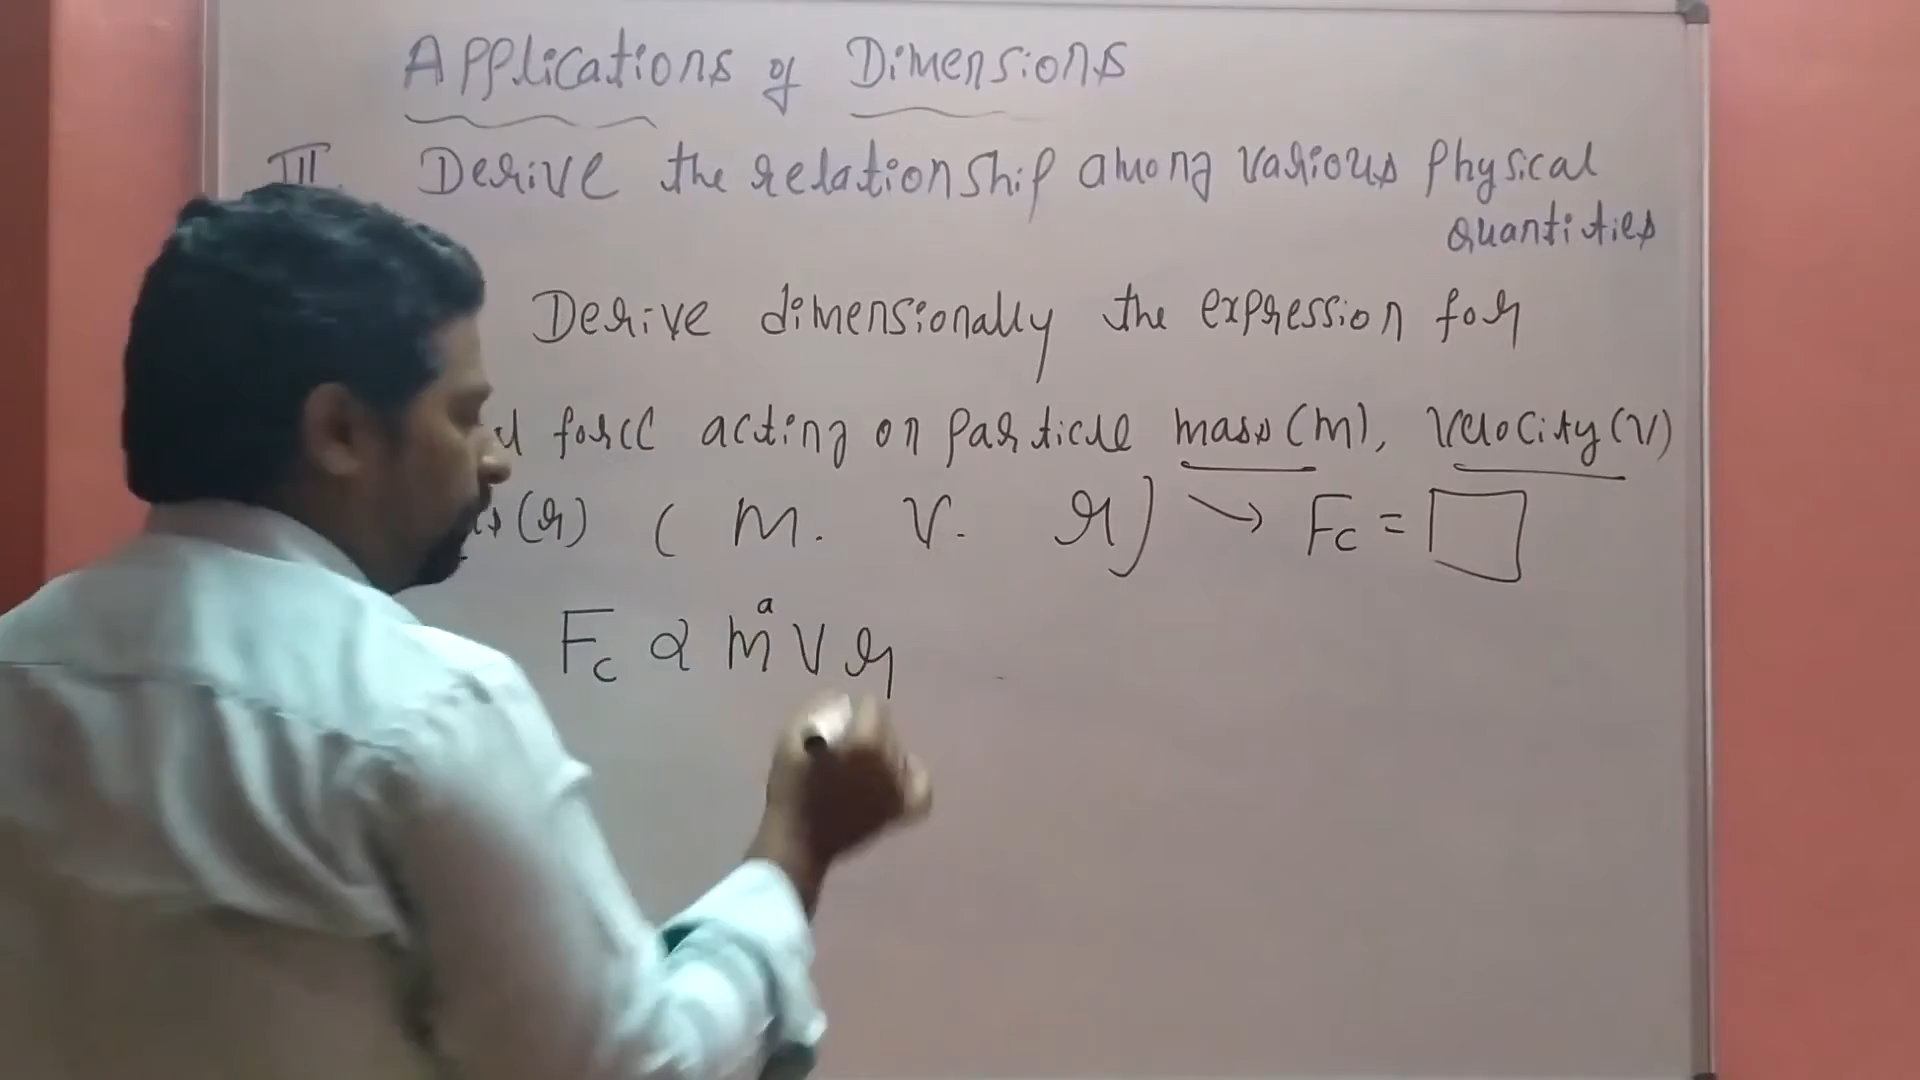 Applications of Dimensions
III. Derive the relationship among various physical
quantities
Derive dimensionally the expression for
force acting on particle mass (m), velocity (v)
(r) ( m. v. r) → Fc =
Fc ∝ m^a v r